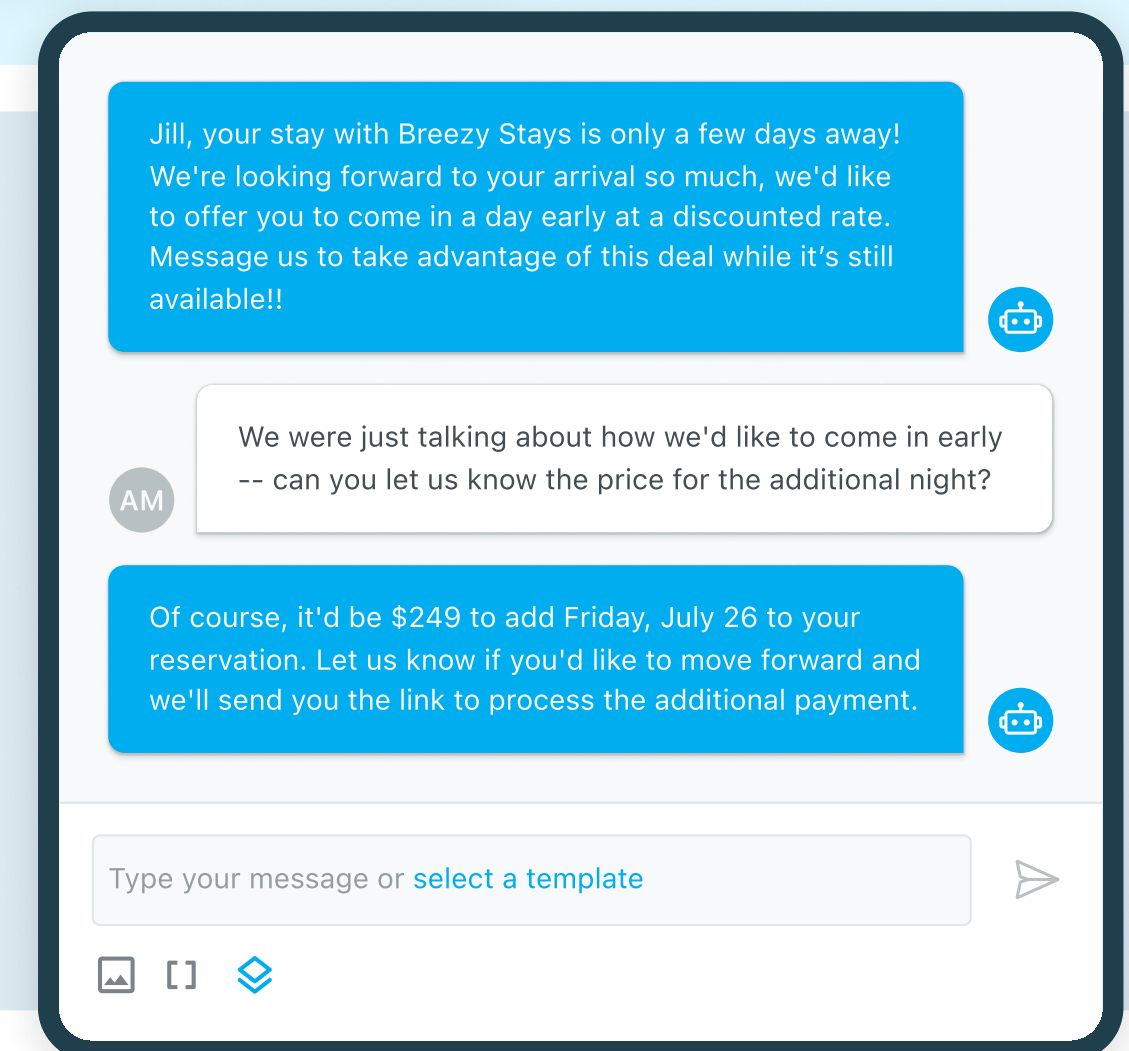 Jill, your stay with Breezy Stays is only a few days away!
We're looking forward to your arrival so much, we'd like
to offer you to come in a day early at a discounted rate.
Message us to take advantage of this deal while it’s still
available!!
We were just talking about how we'd like to come in early
-- can you let us know the price for the additional night?
AM
Of course, it'd be $249 to add Friday, July 26 to your
reservation. Let us know if you'd like to move forward and
we'll send you the link to process the additional payment.
Type your message or select a template